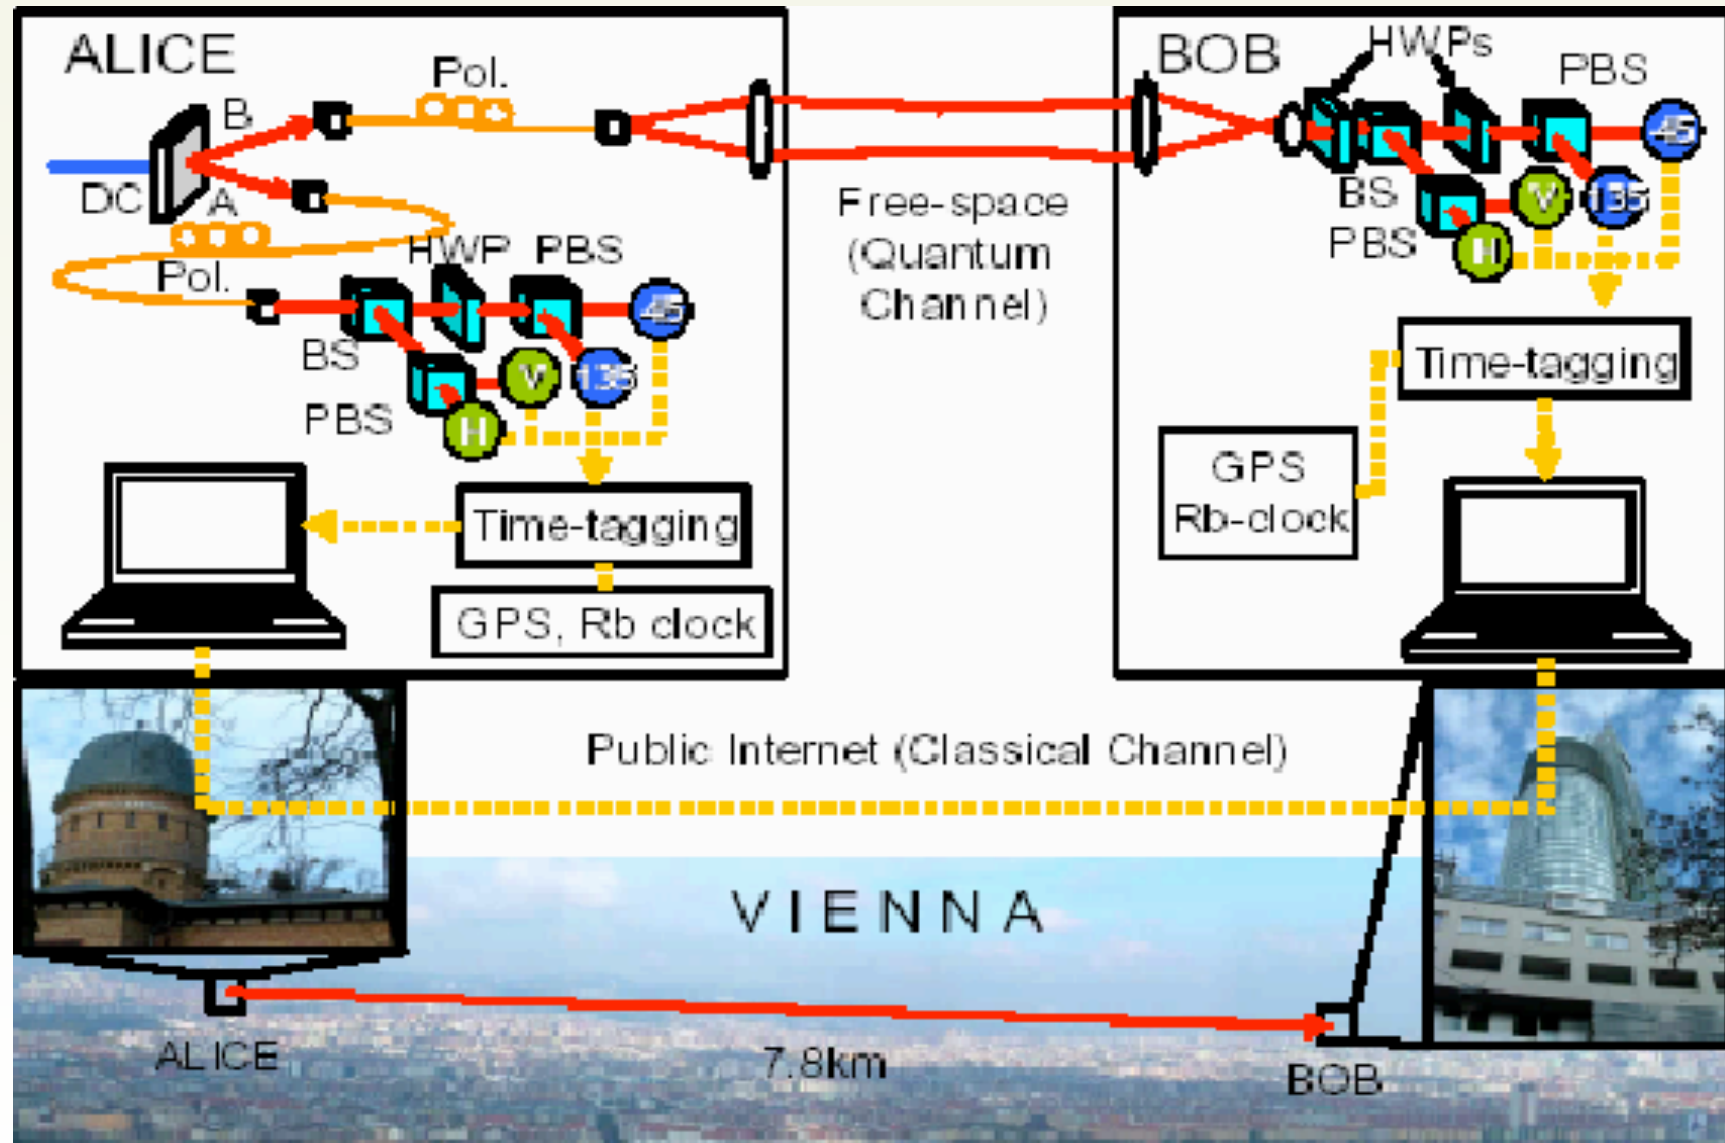 ALICE
Pol.
B
DC
A
Pol.
HWP PBS
45
BS
V
135
PBS
H
Time-tagging
GPS, Rb clock
Free-space
(Quantum
Channel)
BOB
HWPs
PBS
45
BS
V
135
PBS
H
Time-tagging
GPS
Rb-clock
Public Internet (Classical Channel)
VIENNA
ALICE
7.8km
BOB